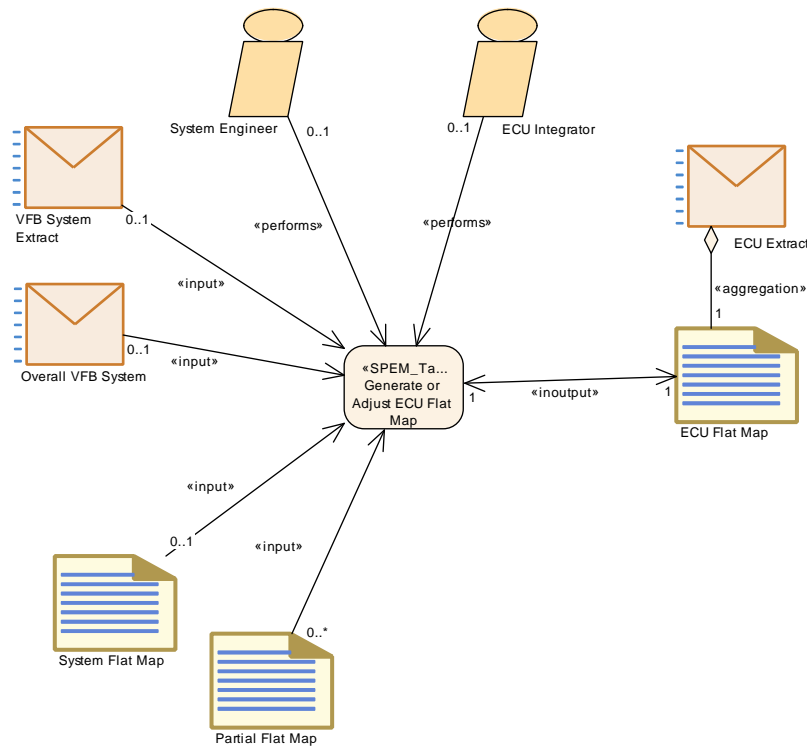 System Engineer
0..1
ECU Integrator
0..1
VFB System
Extract
0..1
«performs»
«performs»
ECU Extract
«input»
«aggregation»
1
Overall VFB System
0..1
«input»
«SPEM_Ta...
Generate or
Adjust ECU Flat
Map
1
«inoutput»
1
ECU Flat Map
«input»
0..1
«input»
System Flat Map
0..*
Partial Flat Map